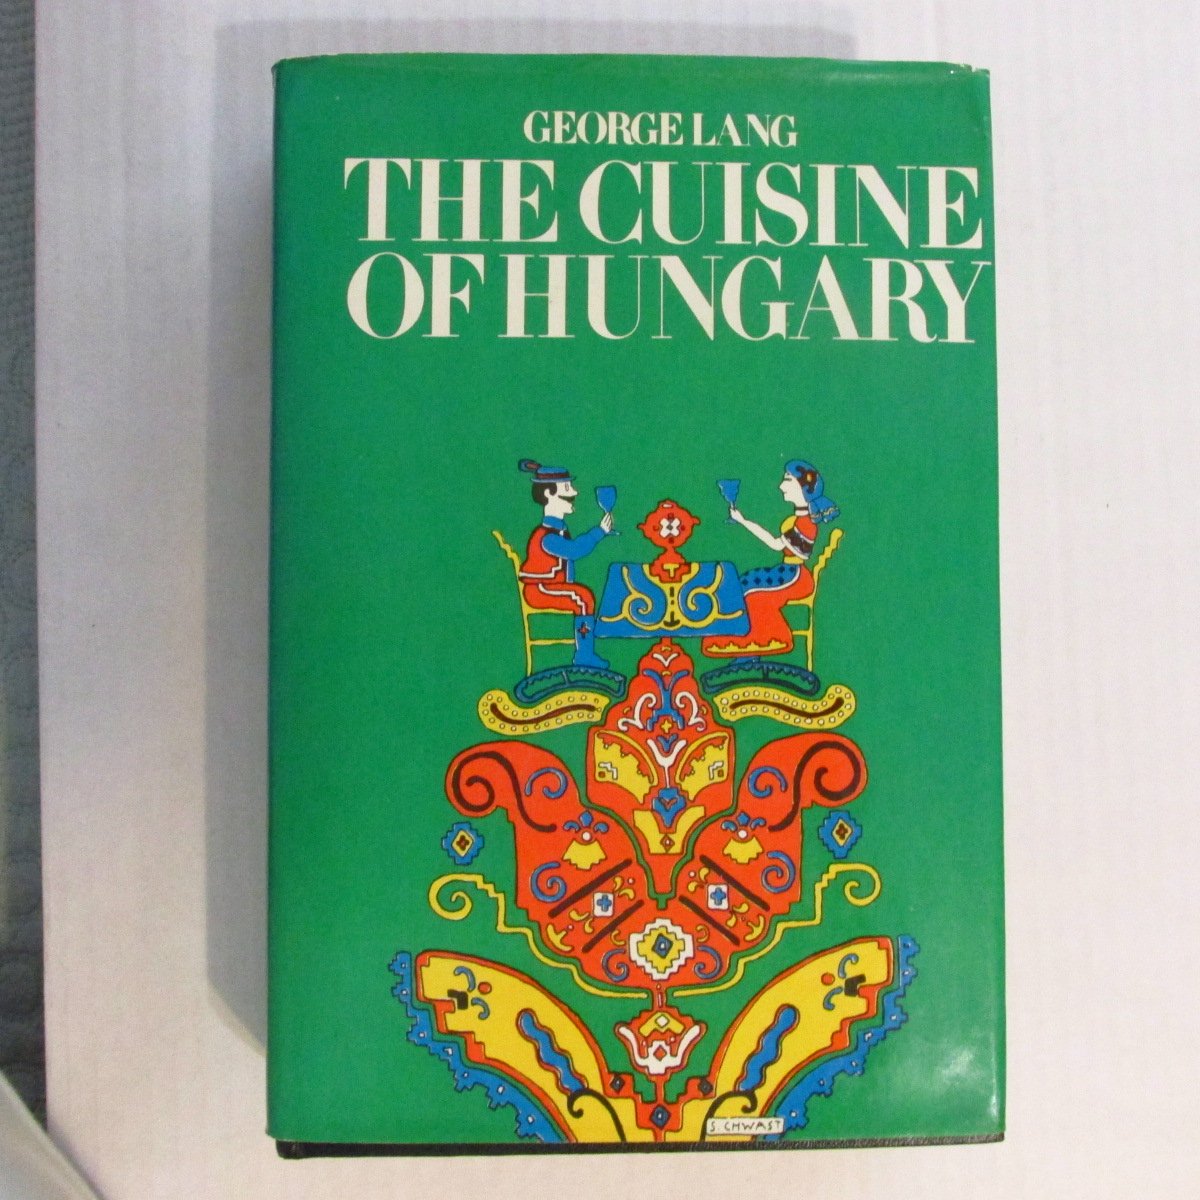 GEORGE LANG
THE CUISINE
OF HUNGARY
S. CHWAST